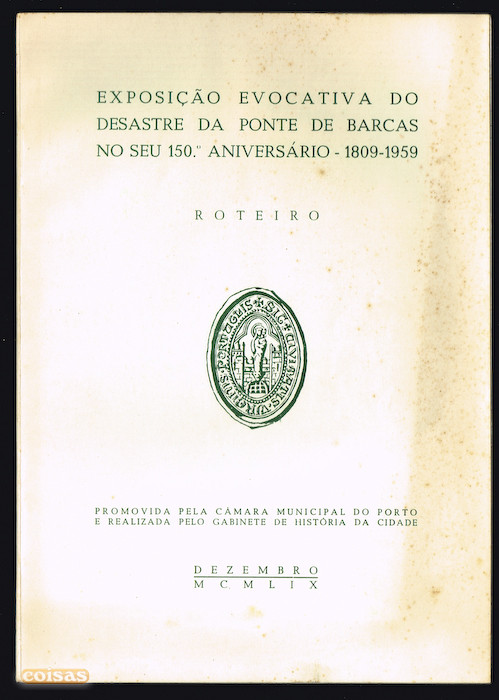 EXPOSIÇÃO EVOCATIVA DO
DESASTRE DA PONTE DE BARCAS
NO SEU 150.º ANIVERSÁRIO - 1809-1959
ROTEIRO
PROMOVIDA PELA CÂMARA MUNICIPAL DO PORTO
E REALIZADA PELO GABINETE DE HISTÓRIA DA CIDADE
DEZEMBRO
MCMLIX
coisas